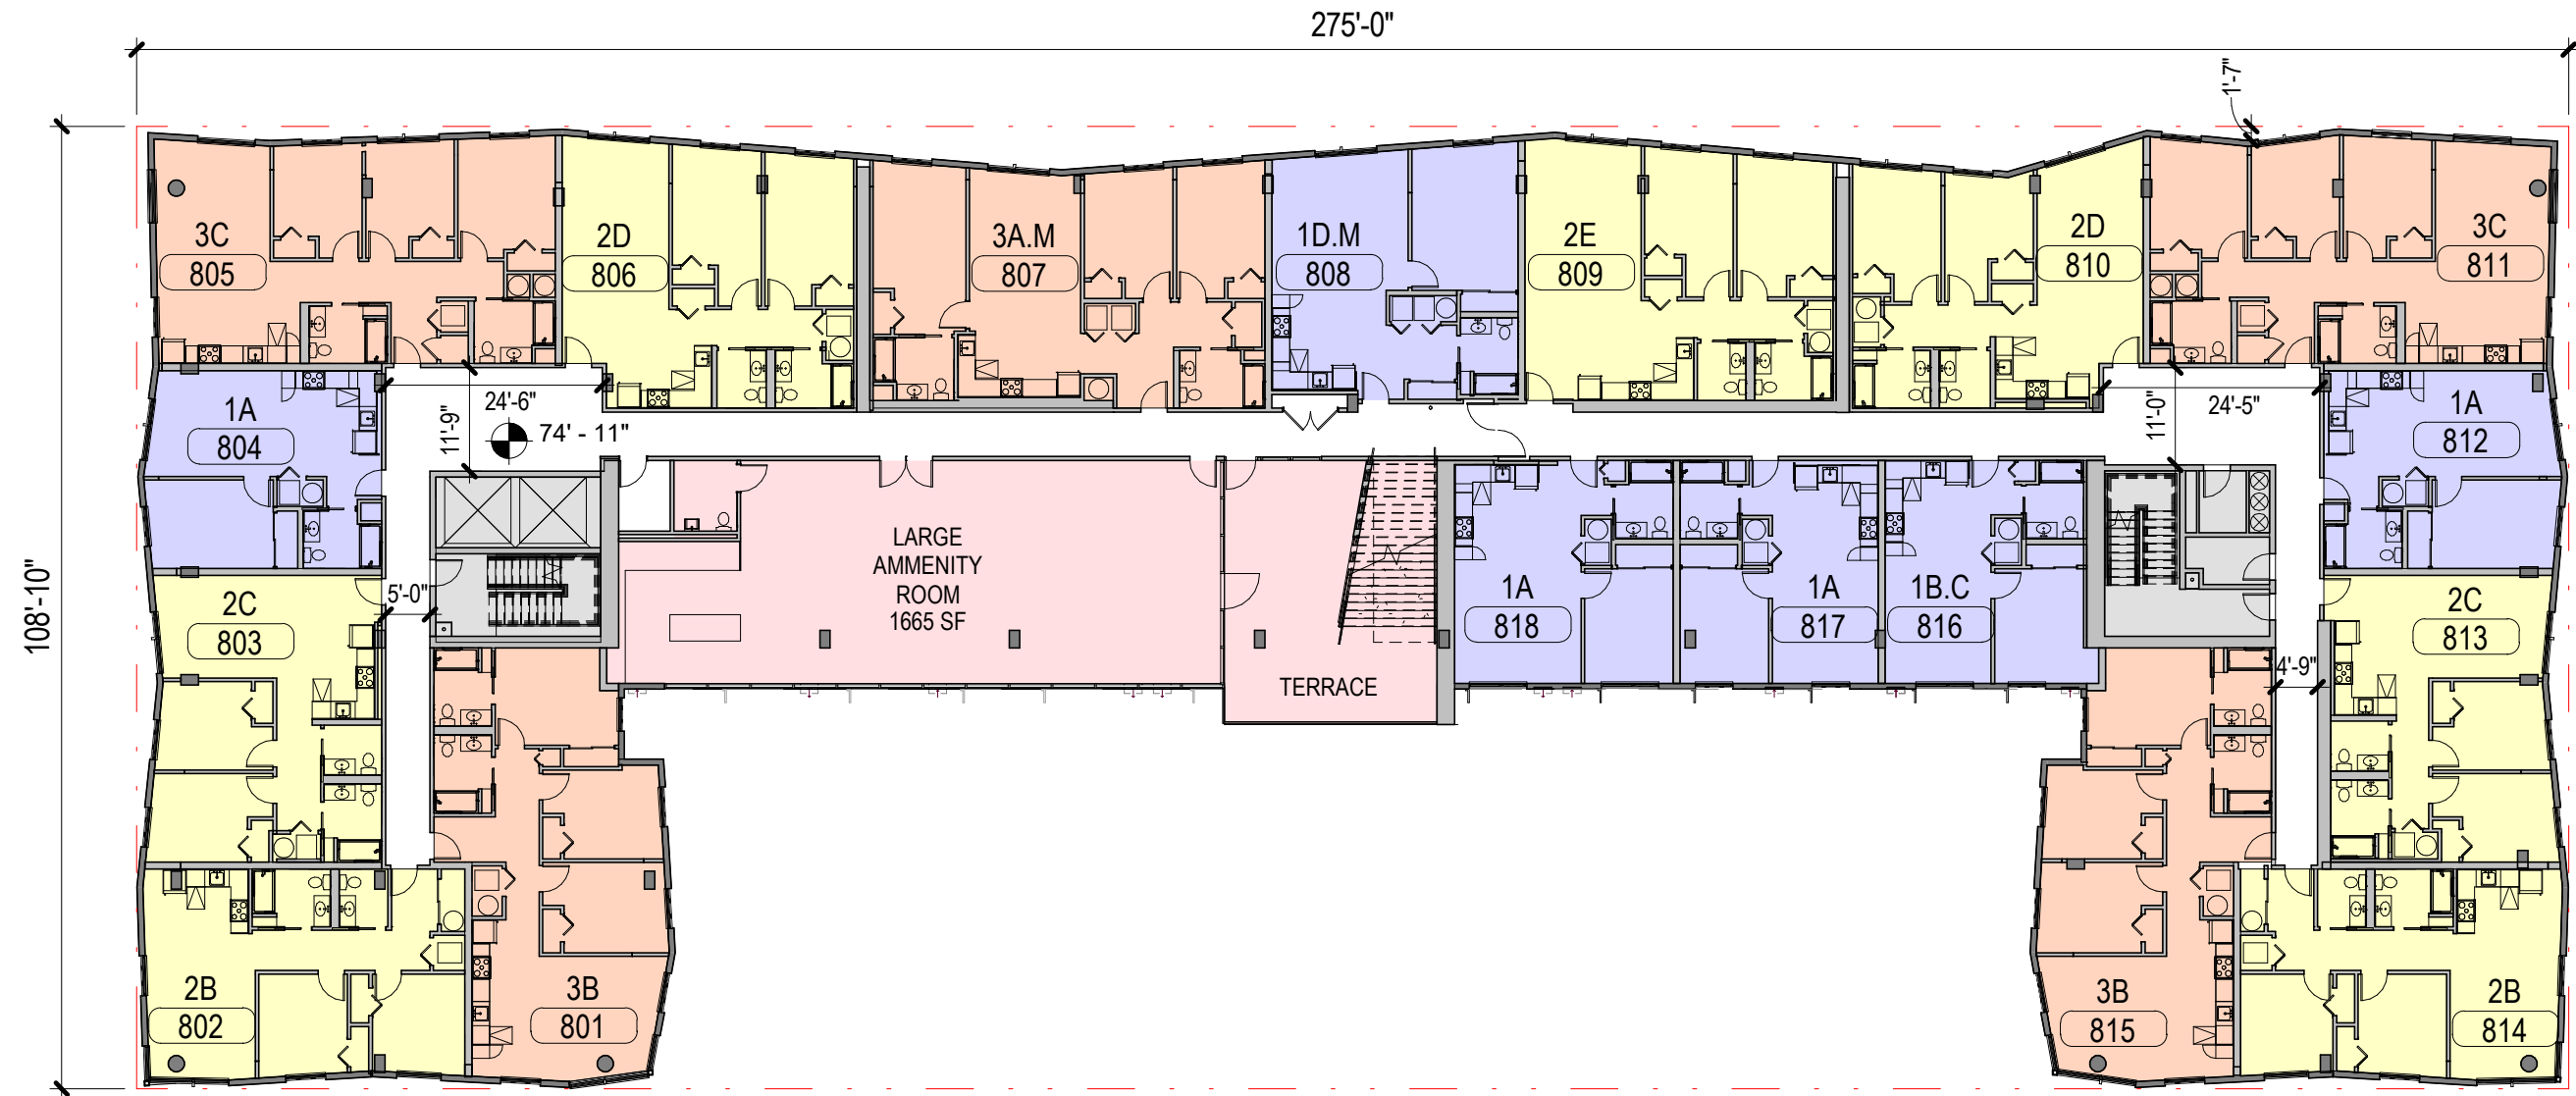 275'-0"
1'-7"
108'-10"
3C
805
2D
806
3A.M
807
1D.M
808
2E
809
2D
810
3C
811
1A
804
24'-6"
11'-9"
74' - 11"
24'-5"
11'-0"
1A
812
LARGE
AMMENITY
ROOM
1665 SF
TERRACE
1A
818
1A
817
1B.C
816
2C
803
5'-0"
2C
813
4'-9"
2B
802
3B
801
3B
815
2B
814